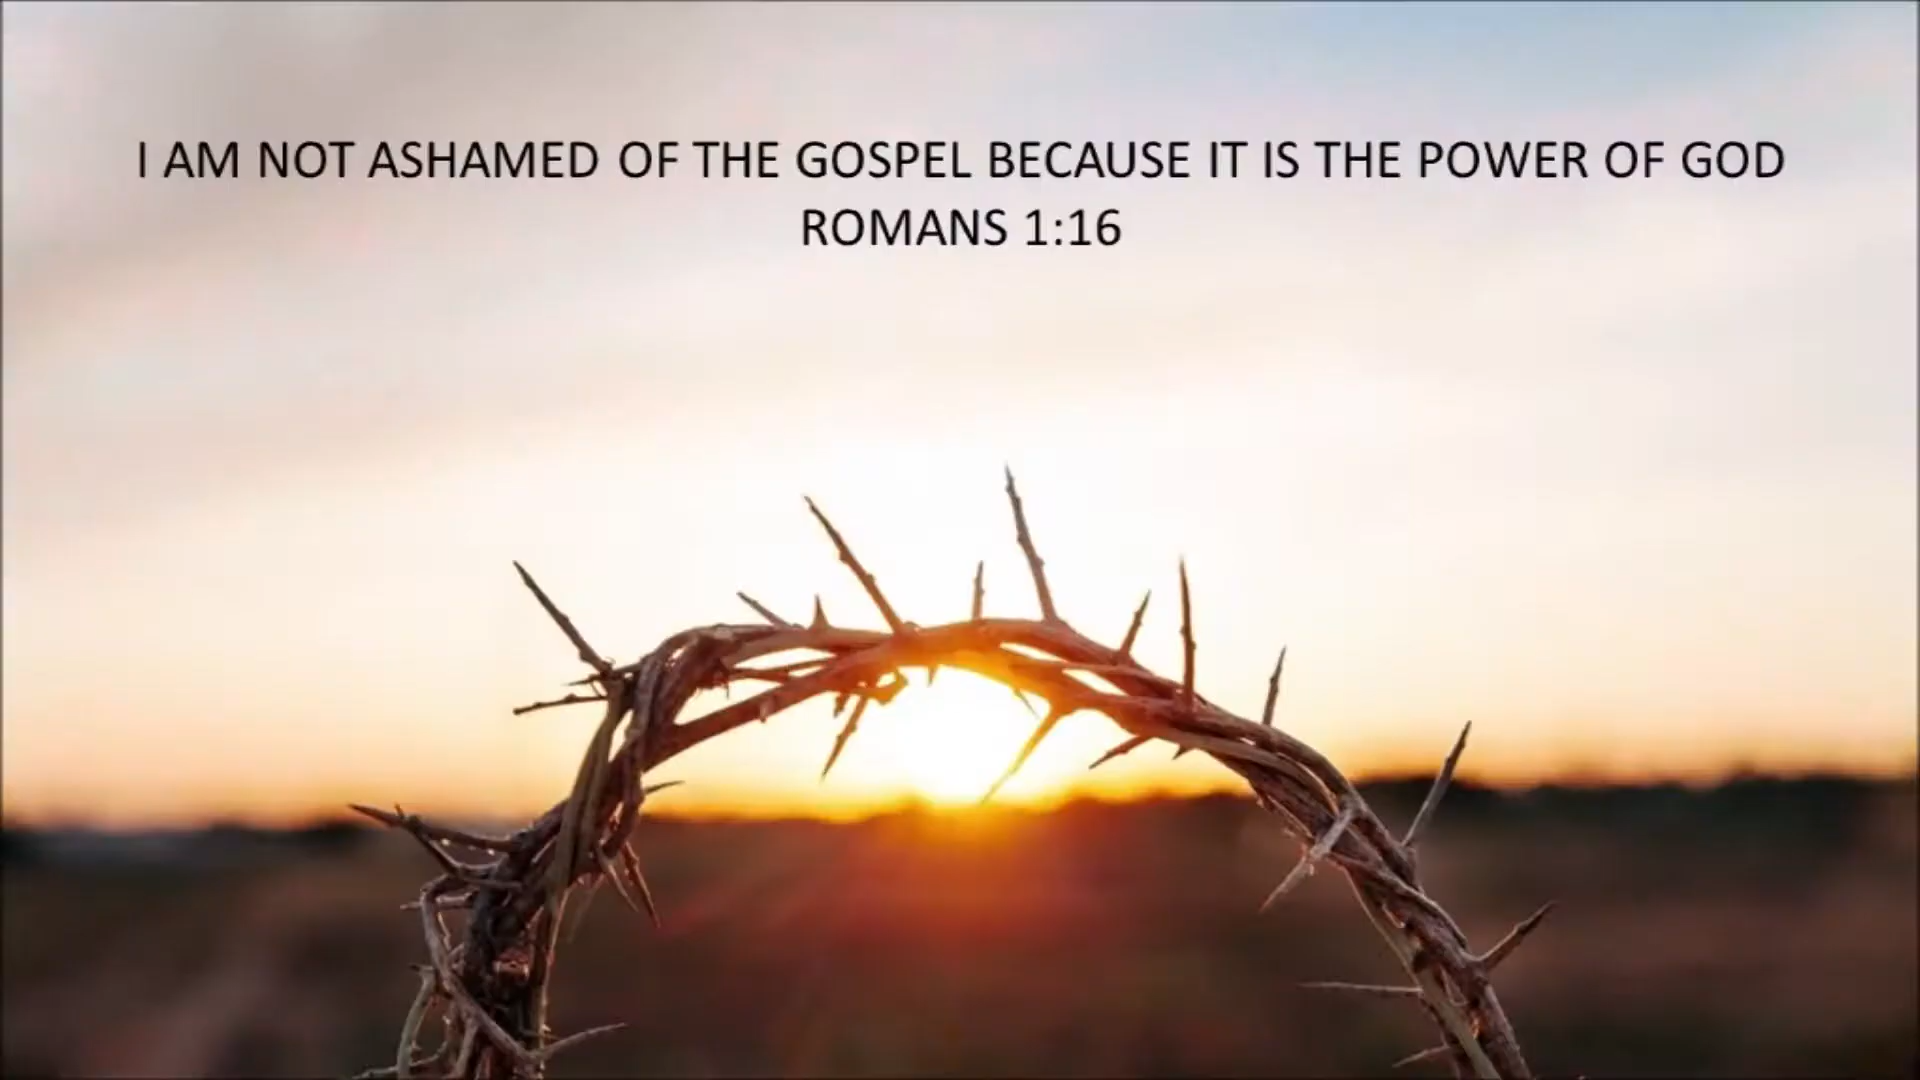 I AM NOT ASHAMED OF THE GOSPEL BECAUSE IT IS THE POWER OF GOD
ROMANS 1:16